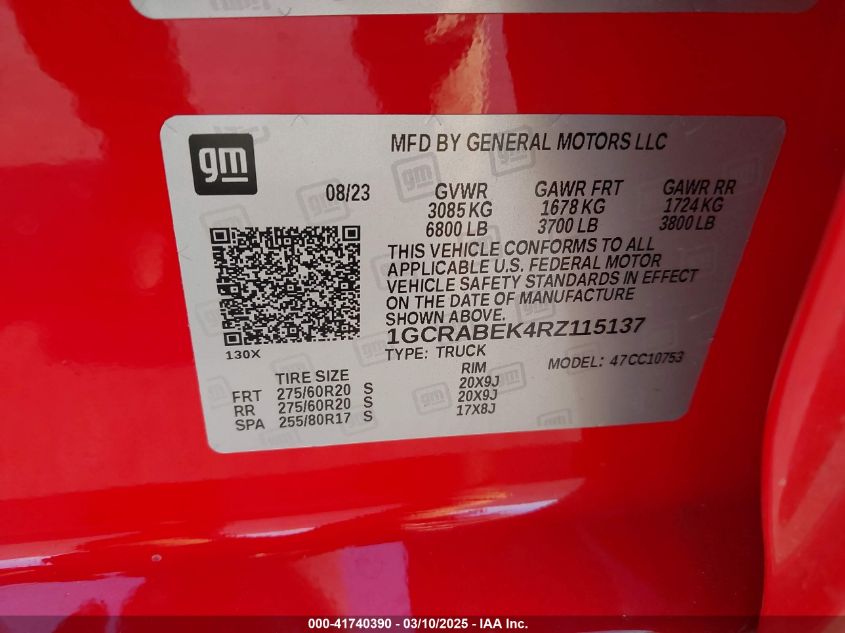 gm
MFD BY GENERAL MOTORS LLC
08/23
GVWR GAWR FRT GAWR RR
3085 KG 1678 KG 1724 KG
6800 LB 3700 LB 3800 LB
THIS VEHICLE CONFORMS TO ALL
APPLICABLE U.S. FEDERAL MOTOR
VEHICLE SAFETY STANDARDS IN EFFECT
ON THE DATE OF MANUFACTURE
SHOWN ABOVE.
1GCRABEK4RZ115137
130X
TYPE: TRUCK MODEL: 47CC10753
TIRE SIZE RIM
FRT 275/60R20 S 20X9J
RR 275/60R20 S 20X9J
SPA 255/80R17 S 17X8J
000-41740390 - 03/10/2025 - IAA Inc.